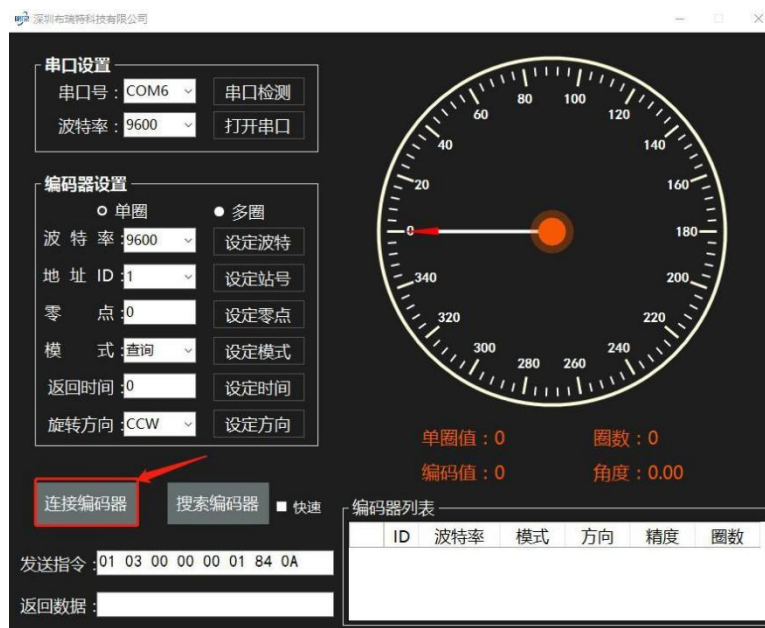 深圳布瑞特科技有限公司
串口设置
串口号：COM6 串口检测
波特率：9600 打开串口
编码器设置
单圈 多圈
波 特 率:9600 设定波特
地 址 ID:1 设定站号
零 点:0 设定零点
模 式:查询 设定模式
返回时间:0 设定时间
旋转方向:CCW 设定方向
连接编码器 搜索编码器 快速
发送指令:01 03 00 00 00 01 84 0A
返回数据:
0
20
40
60
80
100
120
140
160
180
200
220
240
260
280
300
320
340
单圈值：0 圈数：0
编码值：0 角度：0.00
编码器列表
ID 波特率 模式 方向 精度 圈数